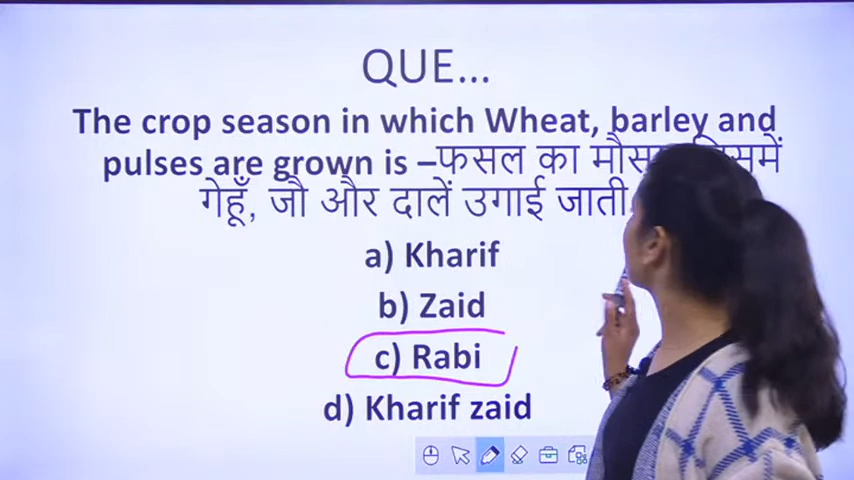 QUE...
The crop season in which Wheat, barley and
pulses are grown is –फसल का
गेहूँ, जौ और दालें उगाई जाती
a) Kharif
b) Zaid
c) Rabi
d) Kharif zaid